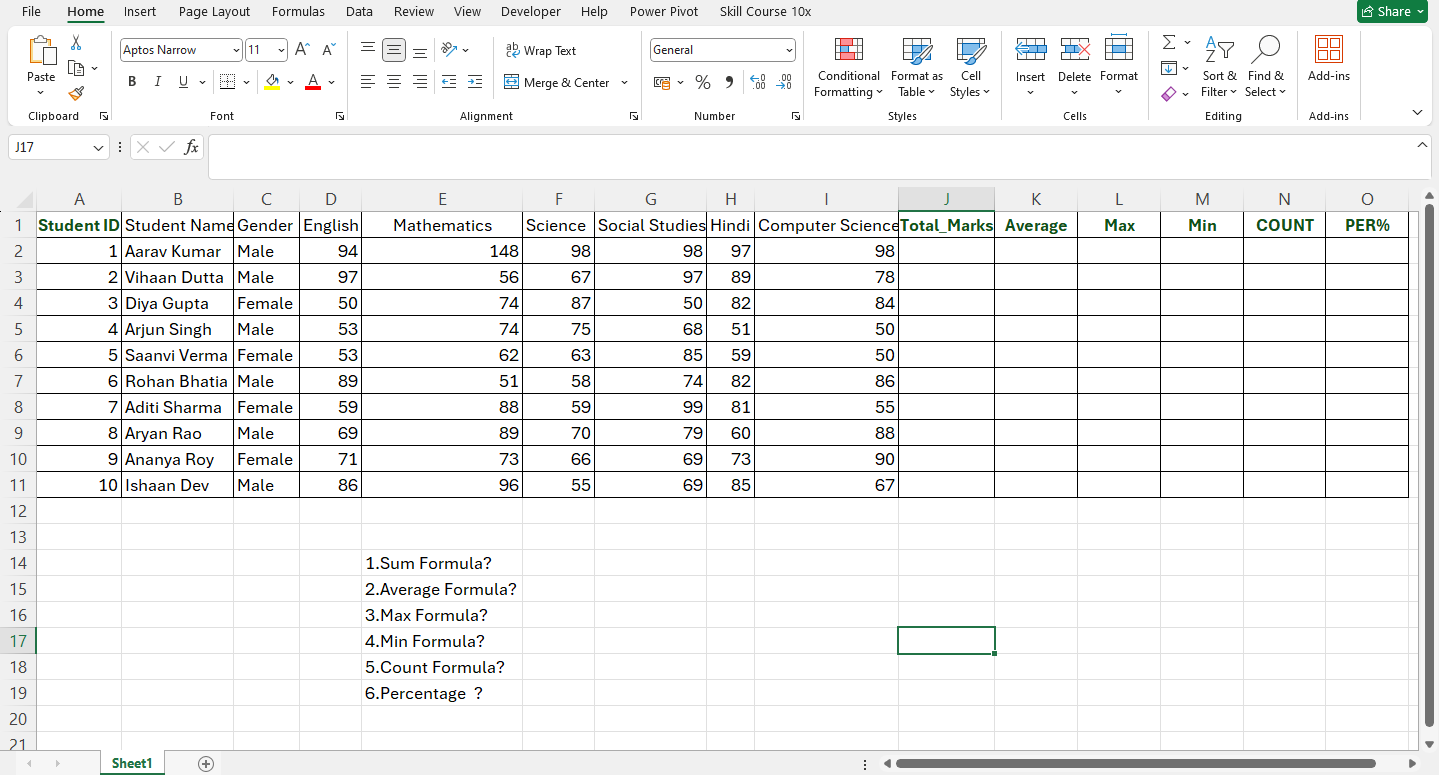 File Home Insert Page Layout Formulas Data Review View Developer Help Power Pivot Skill Course 10x Share
Aptos Narrow 11 A A ab Wrap Text General
Paste B I U A Merge & Center % , .00 Conditional Formatting Format as Table Cell Styles Insert Delete Format Sort & Filter Find & Select Add-ins
Clipboard Font Alignment Number Styles Cells Editing Add-ins
J17 fx
A B C D E F G H I J K L M N O
1 Student ID Student Name Gender English Mathematics Science Social Studies Hindi Computer Science Total_Marks Average Max Min COUNT PER%
2 1 Aarav Kumar Male 94 148 98 98 97 98
3 2 Vihaan Dutta Male 97 56 67 97 89 78
4 3 Diya Gupta Female 50 74 87 50 82 84
5 4 Arjun Singh Male 53 74 75 68 51 50
6 5 Saanvi Verma Female 53 62 63 85 59 50
7 6 Rohan Bhatia Male 89 51 58 74 82 86
8 7 Aditi Sharma Female 59 88 59 99 81 55
9 8 Aryan Rao Male 69 89 70 79 60 88
10 9 Ananya Roy Female 71 73 66 69 73 90
11 10 Ishaan Dev Male 86 96 55 69 85 67
12
13
14 1.Sum Formula?
15 2.Average Formula?
16 3.Max Formula?
17 4.Min Formula?
18 5.Count Formula?
19 6.Percentage ?
20
21
Sheet1